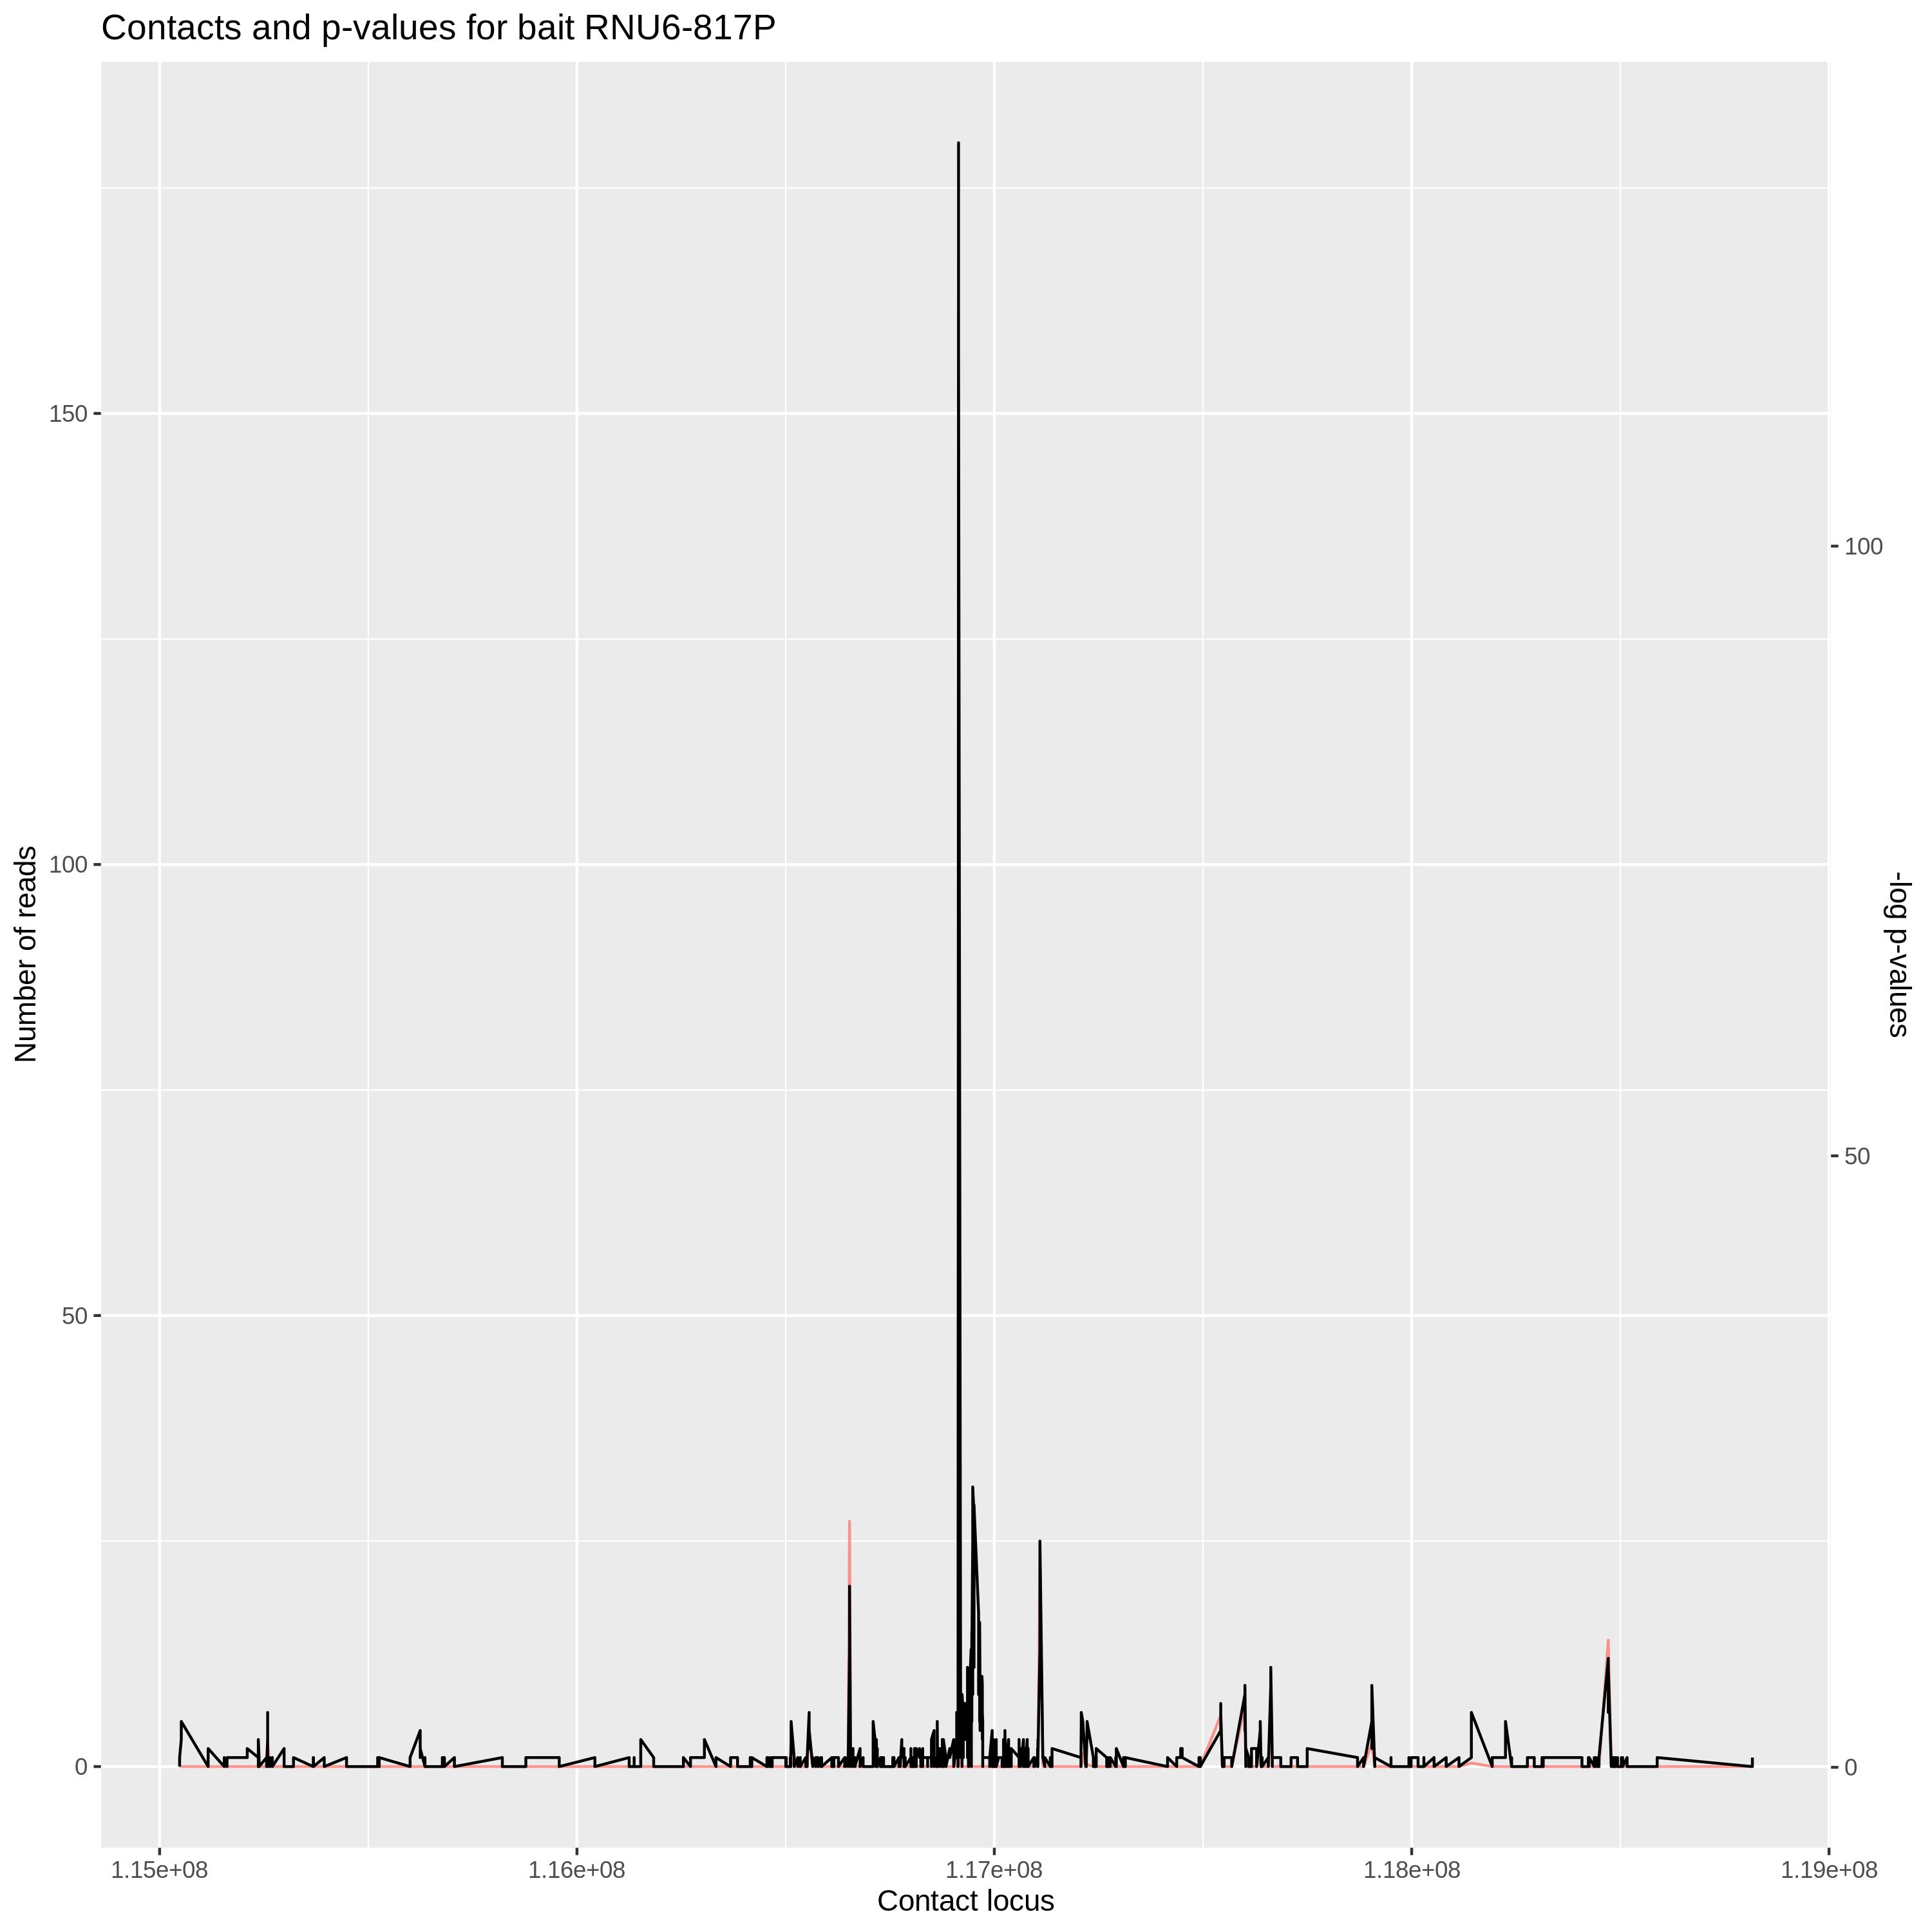 Contacts and p-values for bait RNU6-817P
150
100
50
0
Number of reads
100
50
0
-log p-values
1.15e+08
1.16e+08
1.17e+08
1.18e+08
1.19e+08
Contact locus